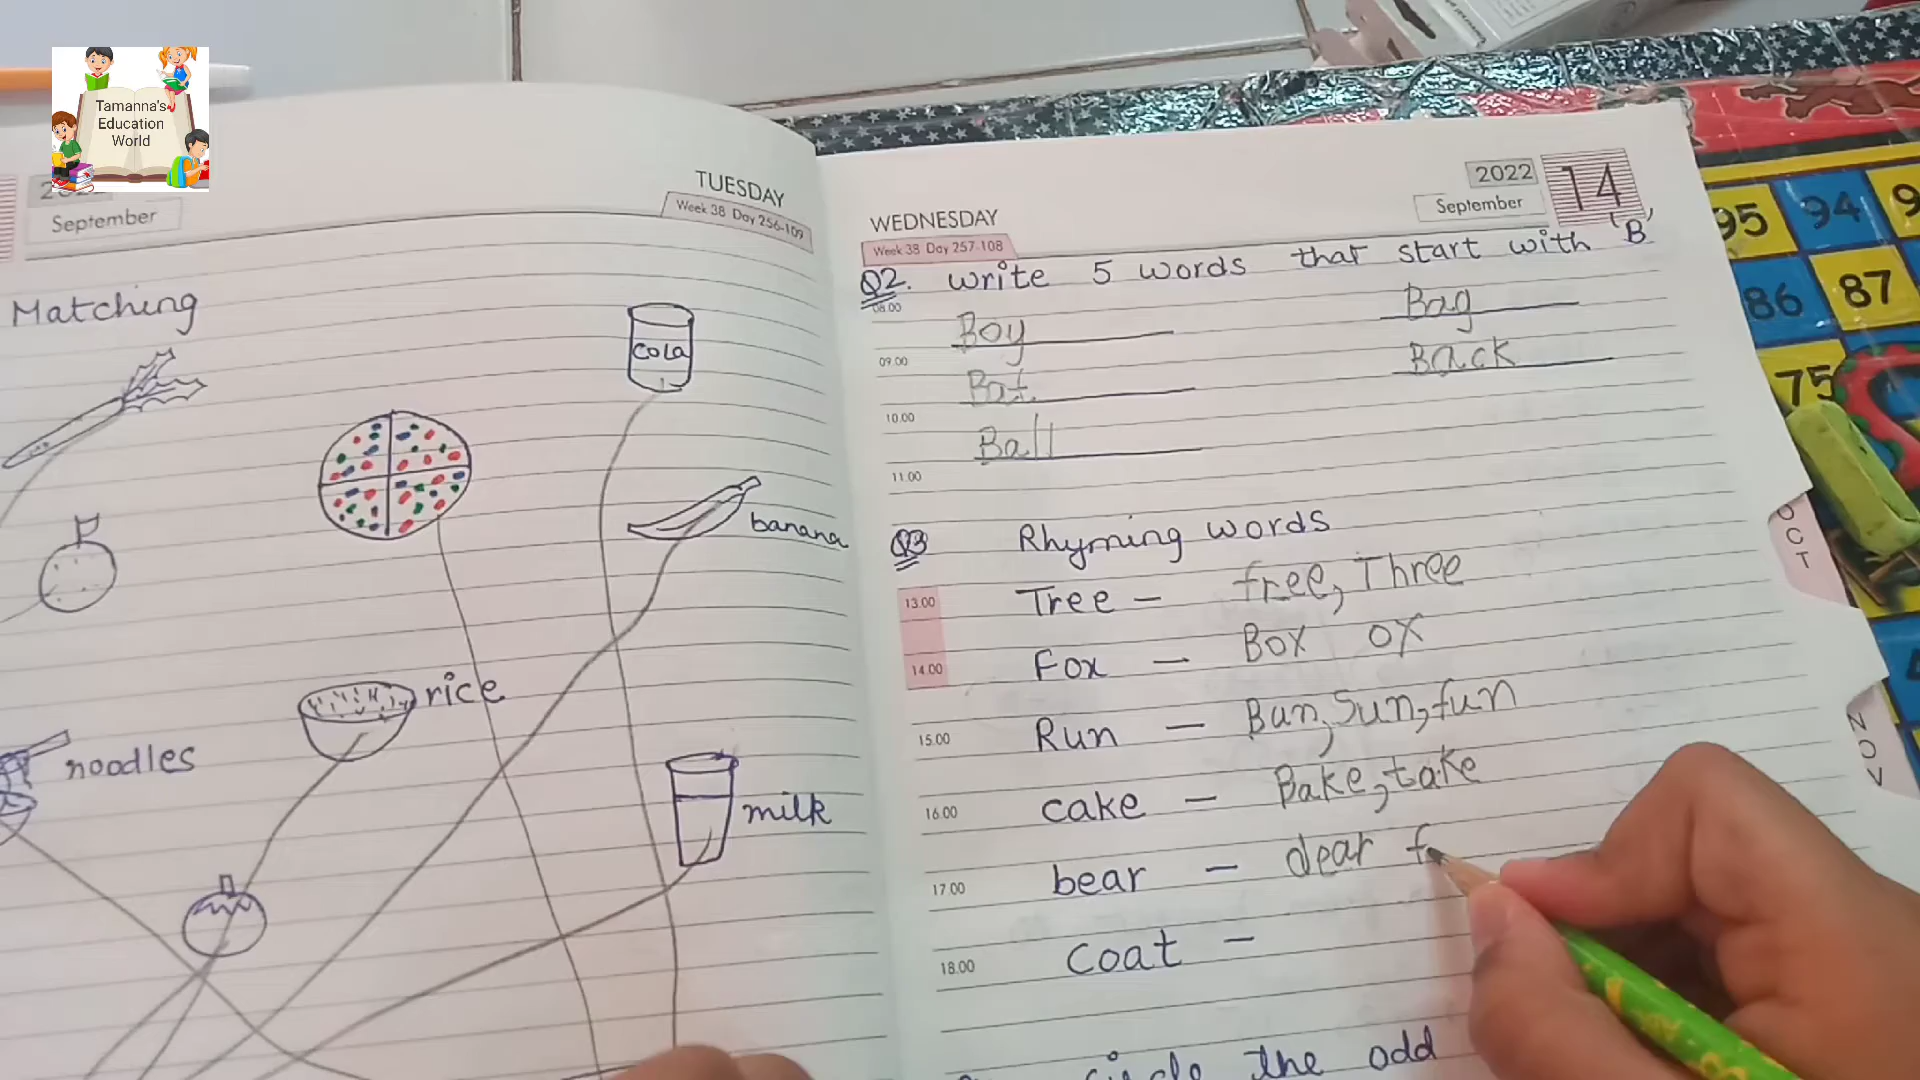 Tamanna's
Education
World
September
TUESDAY
Week 38 Day 256-109
Matching
cola
banana
rice
noodles
milk
WEDNESDAY
Week 38 Day 257-108
2022
September
14
Q2. Write 5 words that start with 'B'
08.00
Boy
Bag
09.00
Bat
Back
10.00
Ball
11.00
Q3 Rhyming words
13.00
Tree - free, Three
14.00
Fox - Box ox
15.00
Run - Bun, Sun, fun
16.00
cake - Bake, take
17.00
bear - dear f
18.00
coat -
circle the odd
OCT
NOV
95 94 9
86 87
75